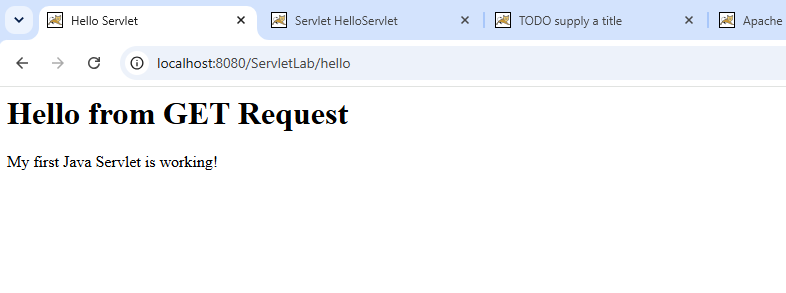 Hello Servlet
Servlet HelloServlet
TODO supply a title
Apache
localhost:8080/ServletLab/hello
Hello from GET Request
My first Java Servlet is working!